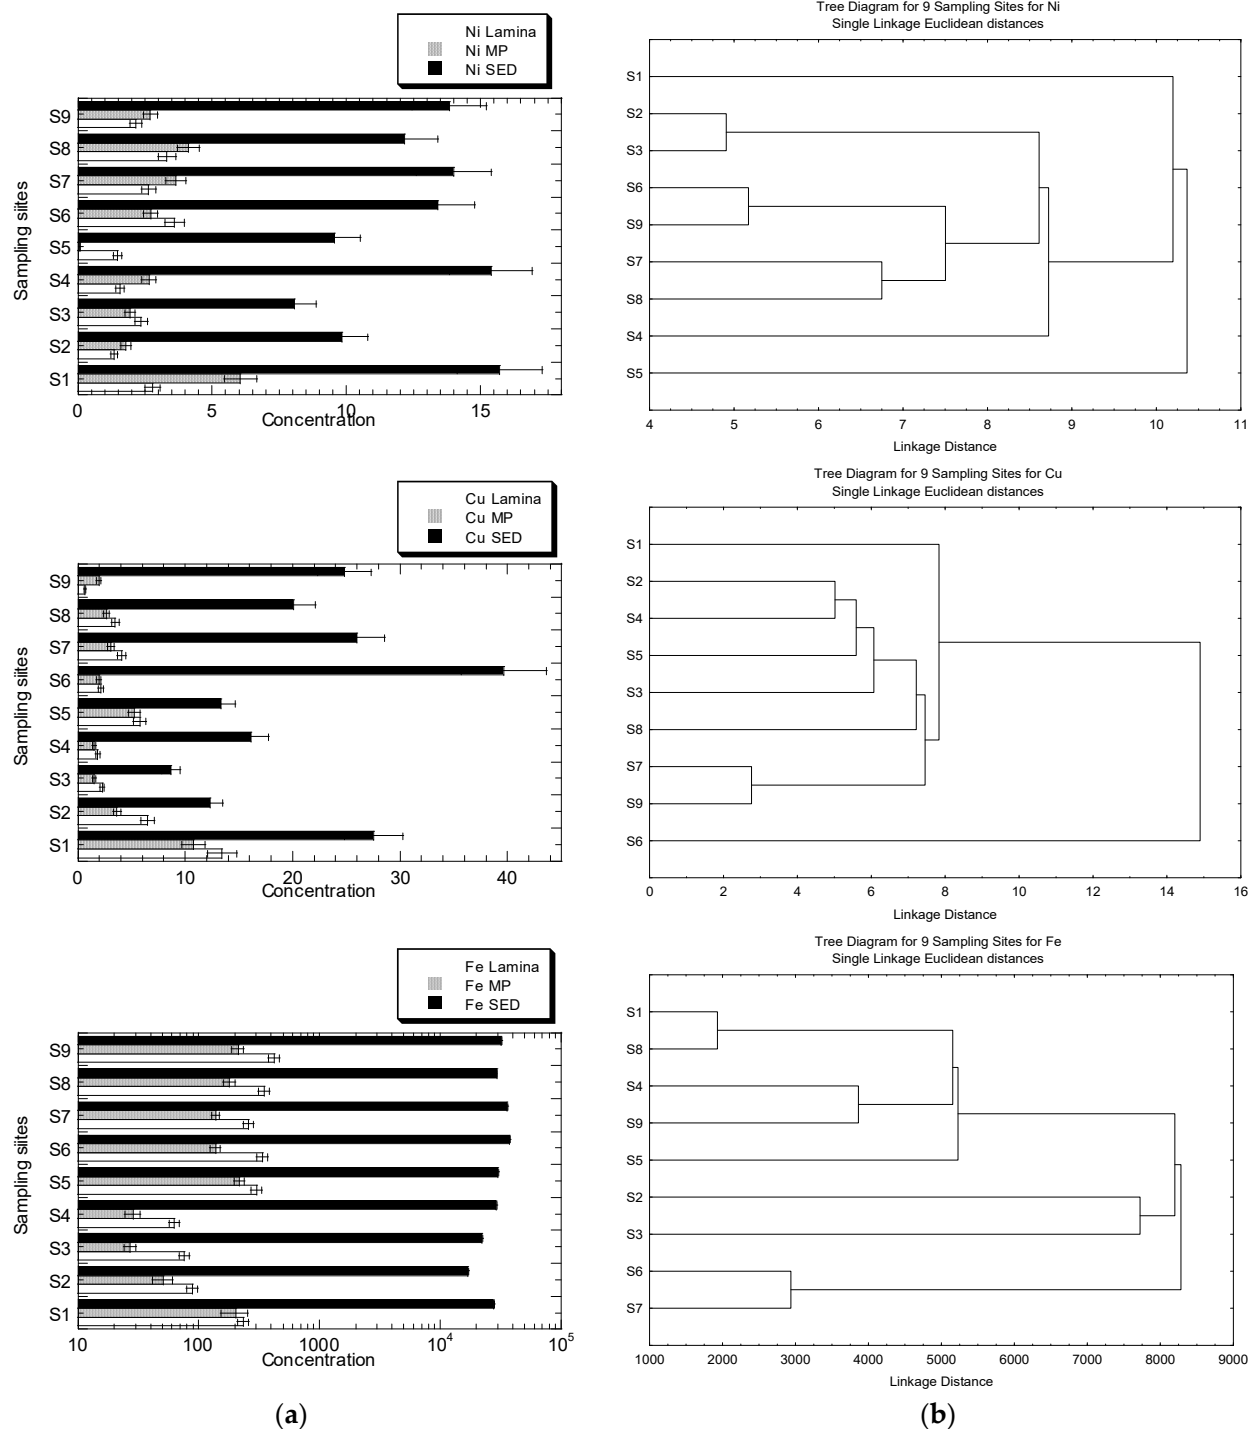 Ni Lamina
Ni MP
Ni SED
Sampling siites
S9
S8
S7
S6
S5
S4
S3
S2
S1
0 5 10 15
Concentration
Tree Diagram for 9 Sampling Sites for Ni
Single Linkage Euclidean distances
S1
S2
S3
S6
S9
S7
S8
S4
S5
4 5 6 7 8 9 10 11
Linkage Distance
Cu Lamina
Cu MP
Cu SED
Sampling siites
S9
S8
S7
S6
S5
S4
S3
S2
S1
0 10 20 30 40
Concentration
Tree Diagram for 9 Sampling Sites for Cu
Single Linkage Euclidean distances
S1
S2
S4
S5
S3
S8
S7
S9
S6
0 2 4 6 8 10 12 14 16
Linkage Distance
Fe Lamina
Fe MP
Fe SED
Sampling siites
S9
S8
S7
S6
S5
S4
S3
S2
S1
10 100 1000 10⁴ 10⁵
Concentration
Tree Diagram for 9 Sampling Sites for Fe
Single Linkage Euclidean distances
S1
S8
S4
S9
S5
S2
S3
S6
S7
1000 2000 3000 4000 5000 6000 7000 8000 9000
Linkage Distance
(a)
(b)